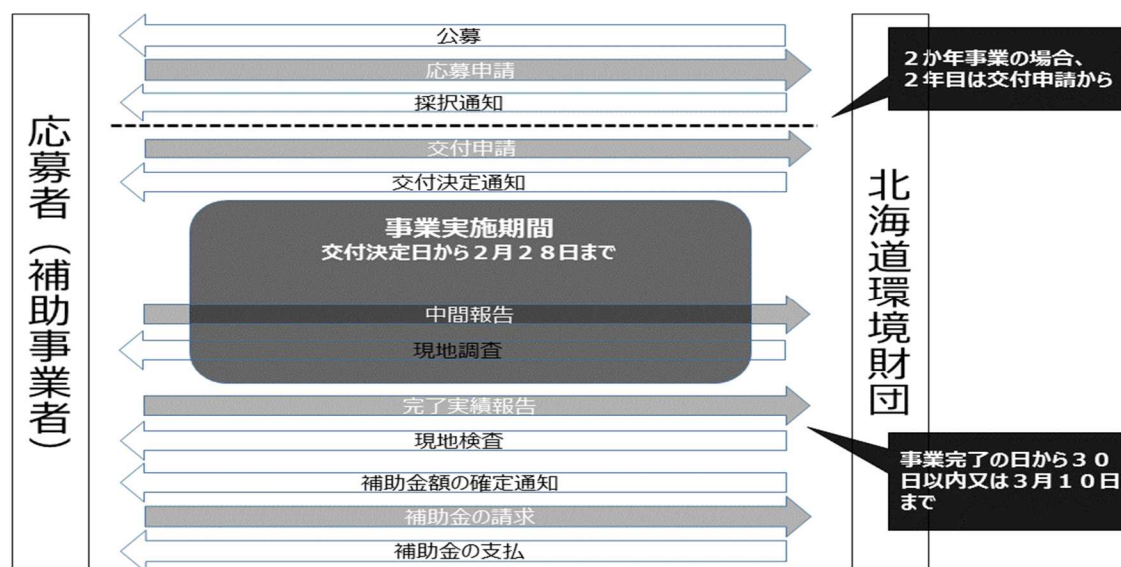 応募者（補助事業者）
公募
応募申請
採択通知
交付申請
交付決定通知
事業実施期間
交付決定日から２月２８日まで
中間報告
現地調査
完了実績報告
現地検査
補助金額の確定通知
補助金の請求
補助金の支払
北海道環境財団
２か年事業の場合、
２年目は交付申請から
事業完了の日から３０
日以内又は３月１０日
まで